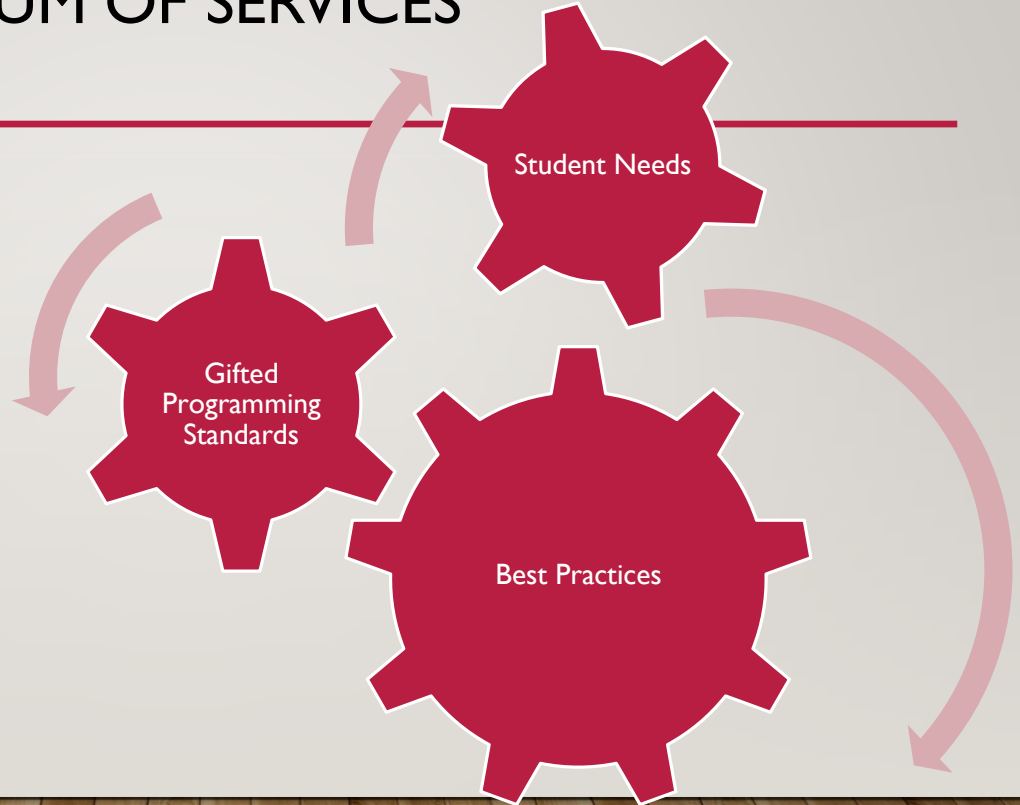 UM OF SERVICES
Student Needs
Gifted
Programming
Standards
Best Practices